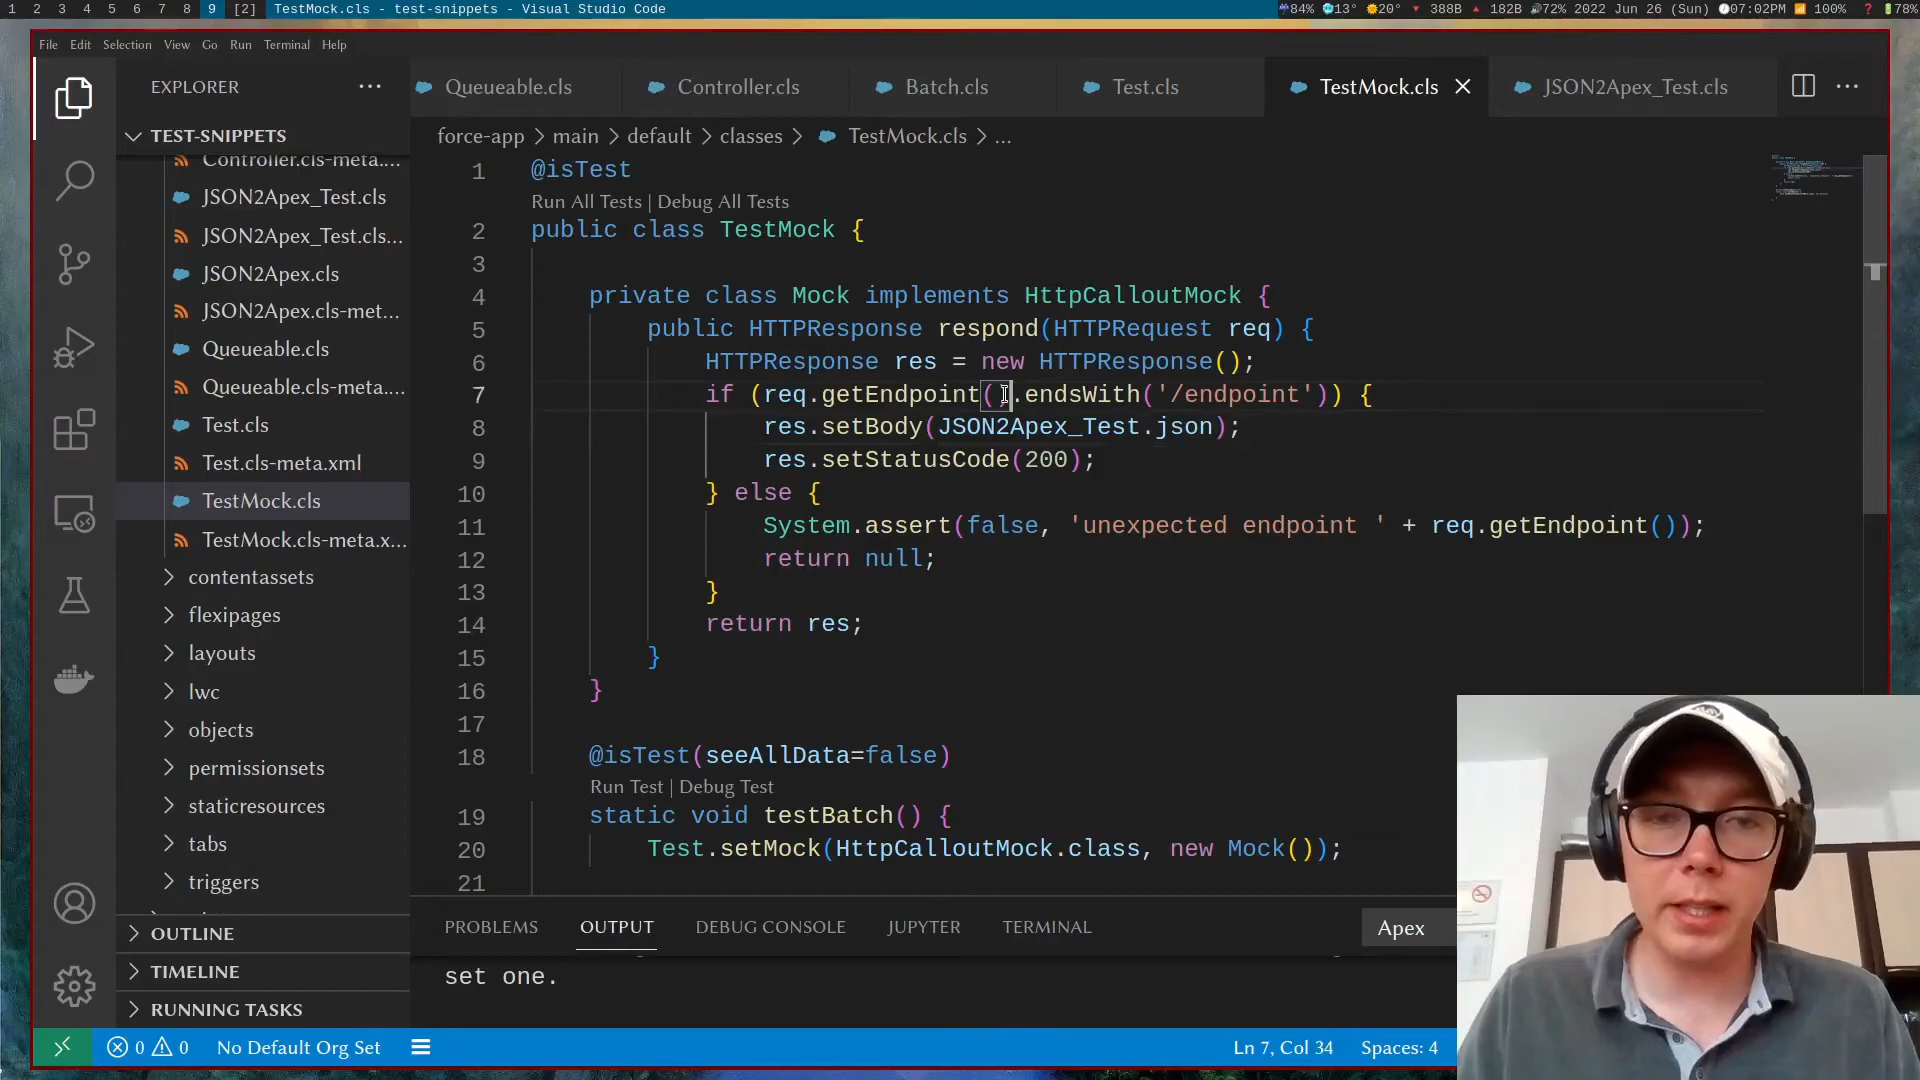 1 2 3 4 5 6 7 8 9 [2] TestMock.cls - test-snippets - Visual Studio Code
84% 13° 20° 388B 182B 72% 2022 Jun 26 (Sun) 07:02PM 100% ? 78%
File Edit Selection View Go Run Terminal Help
EXPLORER ···
Queueable.cls Controller.cls Batch.cls Test.cls TestMock.cls JSON2Apex_Test.cls ···
TEST-SNIPPETS
Controller.cls-meta....
JSON2Apex_Test.cls
JSON2Apex_Test.cls...
JSON2Apex.cls
JSON2Apex.cls-met...
Queueable.cls
Queueable.cls-meta....
Test.cls
Test.cls-meta.xml
TestMock.cls
TestMock.cls-meta.x...
contentassets
flexipages
layouts
lwc
objects
permissionsets
staticresources
tabs
triggers
OUTLINE
TIMELINE
RUNNING TASKS
force-app > main > default > classes > TestMock.cls > ...
1 @isTest
Run All Tests | Debug All Tests
2 public class TestMock {
3
4 private class Mock implements HttpCalloutMock {
5 public HTTPResponse respond(HTTPRequest req) {
6 HTTPResponse res = new HTTPResponse();
7 if (req.getEndpoint().endsWith('/endpoint')) {
8 res.setBody(JSON2Apex_Test.json);
9 res.setStatusCode(200);
10 } else {
11 System.assert(false, 'unexpected endpoint ' + req.getEndpoint());
12 return null;
13 }
14 return res;
15 }
16 }
17
18 @isTest(seeAllData=false)
Run Test | Debug Test
19 static void testBatch() {
20 Test.setMock(HttpCalloutMock.class, new Mock());
21
PROBLEMS OUTPUT DEBUG CONSOLE JUPYTER TERMINAL Apex
set one.
0 0 No Default Org Set Ln 7, Col 34 Spaces: 4